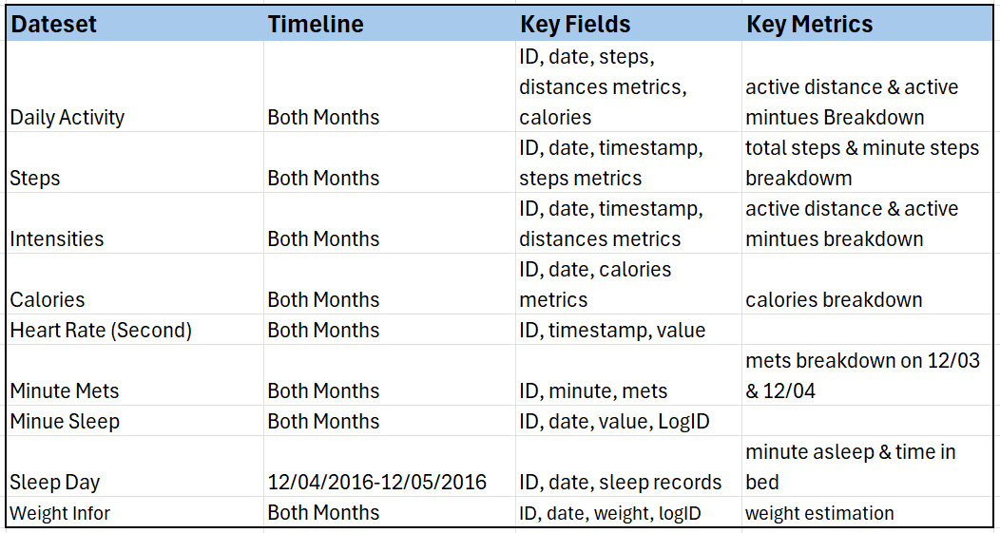 Dateset Timeline Key Fields Key Metrics
ID, date, steps,
distances metrics, active distance & active
Daily Activity Both Months calories mintues Breakdown
ID, date, timestamp, total steps & minute steps
Steps Both Months steps metrics breakdowm
ID, date, timestamp, active distance & active
Intensities Both Months distances metrics mintues breakdown
ID, date, calories
Calories Both Months metrics calories breakdown
Heart Rate (Second) Both Months ID, timestamp, value
mets breakdown on 12/03
Minute Mets Both Months ID, minute, mets & 12/04
Minue Sleep Both Months ID, date, value, LogID
minute asleep & time in
Sleep Day 12/04/2016-12/05/2016 ID, date, sleep records bed
Weight Infor Both Months ID, date, weight, logID weight estimation